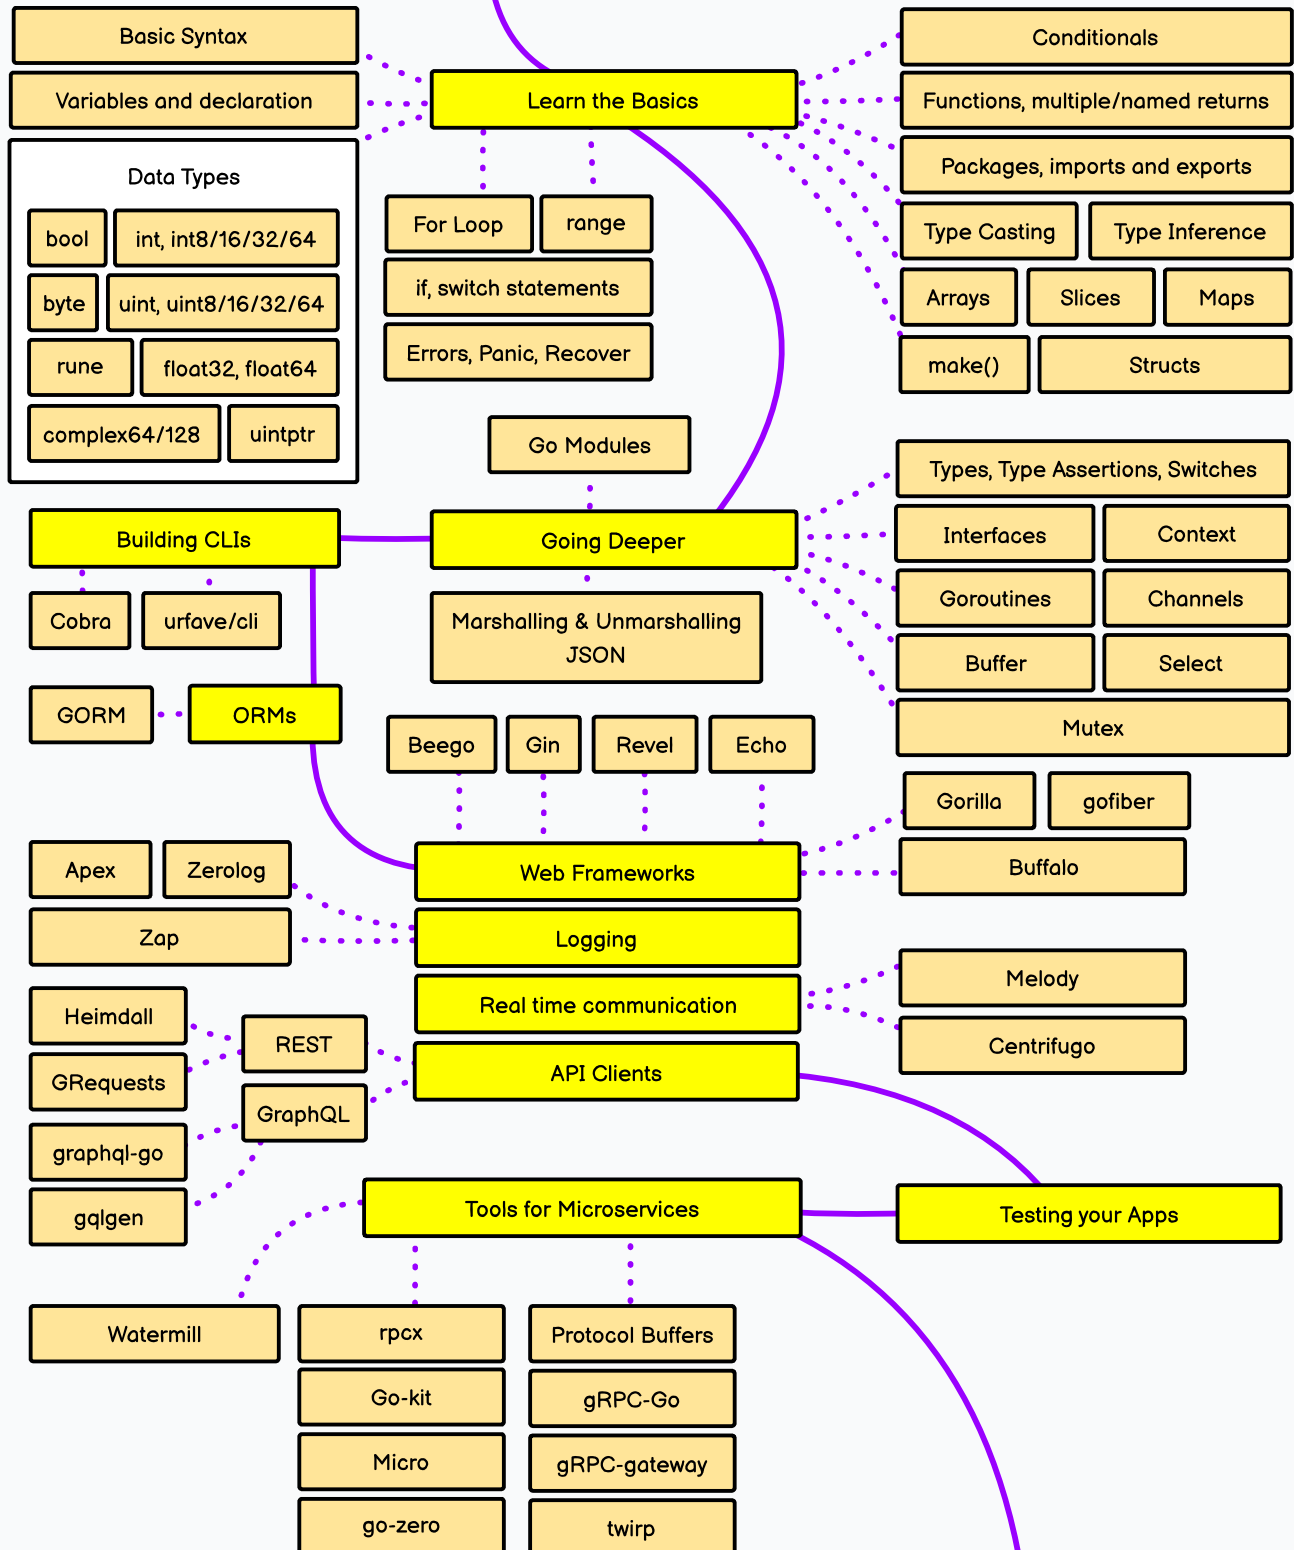 Basic Syntax
Variables and declaration
Data Types
bool
int, int8/16/32/64
byte
uint, uint8/16/32/64
rune
float32, float64
complex64/128
uintptr
Learn the Basics
For Loop
range
if, switch statements
Errors, Panic, Recover
Conditionals
Functions, multiple/named returns
Packages, imports and exports
Type Casting
Type Inference
Arrays
Slices
Maps
make()
Structs
Go Modules
Going Deeper
Marshalling & Unmarshalling
JSON
Types, Type Assertions, Switches
Interfaces
Context
Goroutines
Channels
Buffer
Select
Mutex
Building CLIs
Cobra
urfave/cli
GORM
ORMs
Beego
Gin
Revel
Echo
Web Frameworks
Gorilla
gofiber
Buffalo
Apex
Zerolog
Zap
Logging
Real time communication
Melody
Centrifugo
Heimdall
GRequests
REST
GraphQL
graphql-go
gqlgen
API Clients
Testing your Apps
Tools for Microservices
Watermill
rpcx
Go-kit
Micro
go-zero
Protocol Buffers
gRPC-Go
gRPC-gateway
twirp